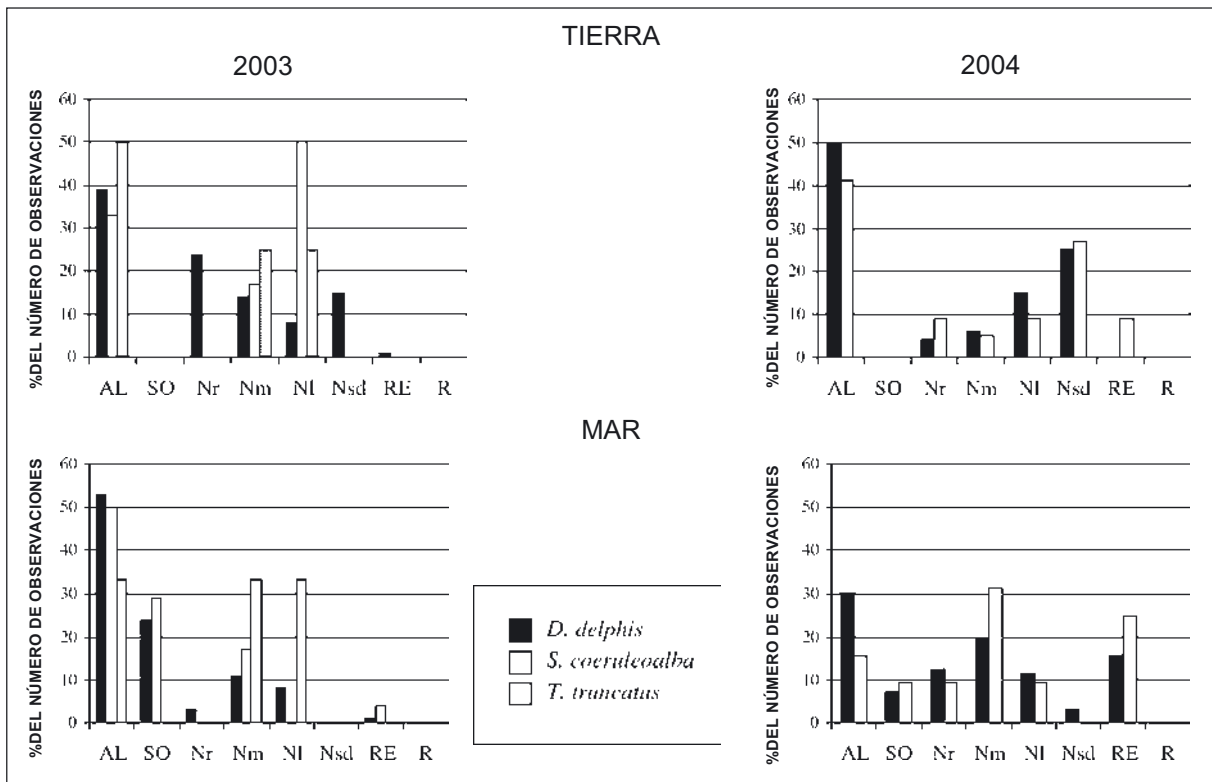 TIERRA
2003
2004
%DEL NÚMERO DE OBSERVACIONES
60
50
40
30
20
10
0
AL SO Nr Nm Nl Nsd RE R
%DEL NÚMERO DE OBSERVACIONES
60
50
40
30
20
10
0
AL SO Nr Nm Nl Nsd RE R
MAR
%DEL NÚMERO DE OBSERVACIONES
60
50
40
30
20
10
0
AL SO Nr Nm Nl Nsd RE R
D. delphis
S. coeruleoalba
T. truncatus
%DEL NÚMERO DE OBSERVACIONES
60
50
40
30
20
10
0
AL SO Nr Nm Nl Nsd RE R